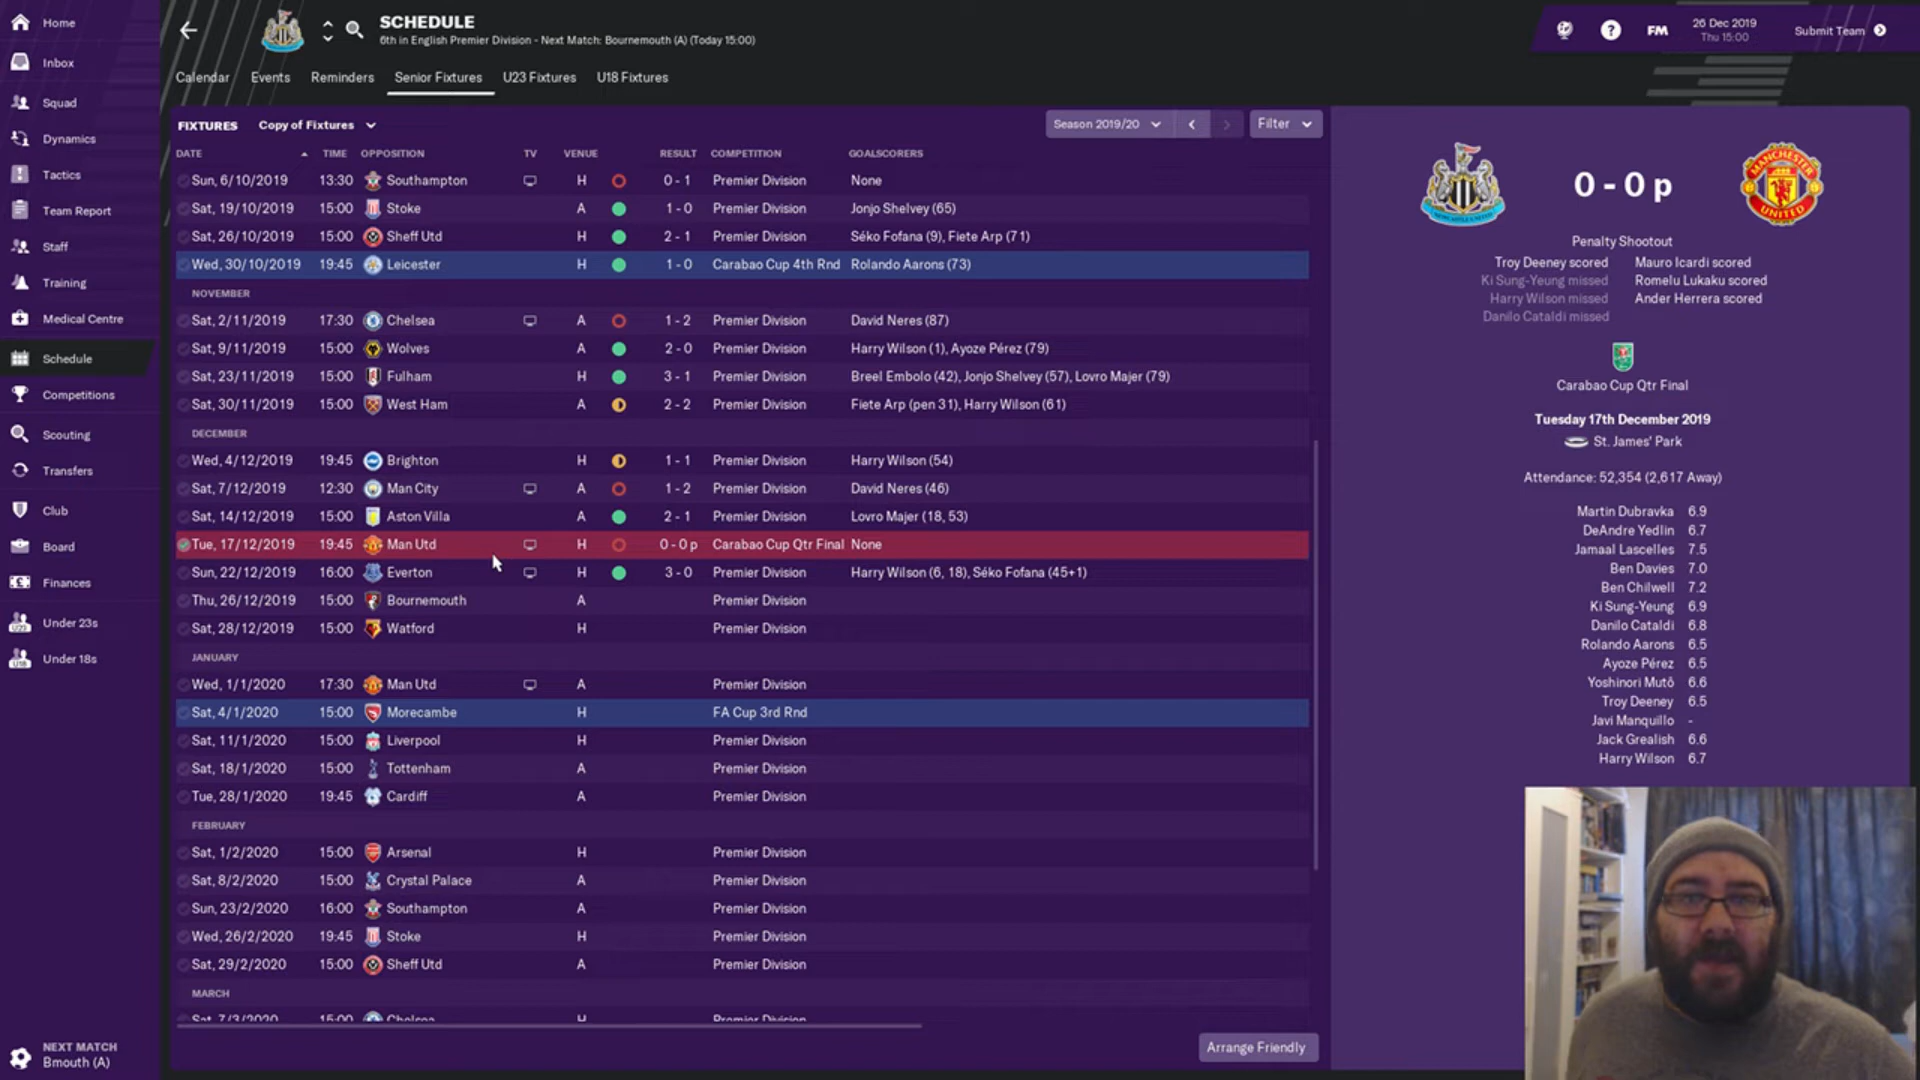 Home
Inbox
Squad
Dynamics
Tactics
Team Report
Staff
Training
Medical Centre
Schedule
Competitions
Scouting
Transfers
Club
Board
Finances
Under 23s
Under 18s
NEXT MATCH
Bmouth (A)
SCHEDULE
6th in English Premier Division - Next Match: Bournemouth (A) (Today 15:00)
FM
26 Dec 2019
Thu 15:00
Submit Team
Calendar Events Reminders Senior Fixtures U23 Fixtures U18 Fixtures
FIXTURES Copy of Fixtures Season 2019/20 Filter
DATE TIME OPPOSITION TV VENUE RESULT COMPETITION GOALSCORERS
Sun, 6/10/2019 13:30 Southampton H 0 - 1 Premier Division None
Sat, 19/10/2019 15:00 Stoke A 1 - 0 Premier Division Jonjo Shelvey (65)
Sat, 26/10/2019 15:00 Sheff Utd H 2 - 1 Premier Division Séko Fofana (9), Fiete Arp (71)
Wed, 30/10/2019 19:45 Leicester H 1 - 0 Carabao Cup 4th Rnd Rolando Aarons (73)
NOVEMBER
Sat, 2/11/2019 17:30 Chelsea A 1 - 2 Premier Division David Neres (87)
Sat, 9/11/2019 15:00 Wolves A 2 - 0 Premier Division Harry Wilson (1), Ayoze Pérez (79)
Sat, 23/11/2019 15:00 Fulham H 3 - 1 Premier Division Breel Embolo (42), Jonjo Shelvey (57), Lovro Majer (79)
Sat, 30/11/2019 15:00 West Ham A 2 - 2 Premier Division Fiete Arp (pen 31), Harry Wilson (61)
DECEMBER
Wed, 4/12/2019 19:45 Brighton H 1 - 1 Premier Division Harry Wilson (54)
Sat, 7/12/2019 12:30 Man City A 1 - 2 Premier Division David Neres (46)
Sat, 14/12/2019 15:00 Aston Villa A 2 - 1 Premier Division Lovro Majer (18, 53)
Tue, 17/12/2019 19:45 Man Utd H 0 - 0 p Carabao Cup Qtr Final None
Sun, 22/12/2019 16:00 Everton H 3 - 0 Premier Division Harry Wilson (6, 18), Séko Fofana (45+1)
Thu, 26/12/2019 15:00 Bournemouth A Premier Division
Sat, 28/12/2019 15:00 Watford H Premier Division
JANUARY
Wed, 1/1/2020 17:30 Man Utd A Premier Division
Sat, 4/1/2020 15:00 Morecambe H FA Cup 3rd Rnd
Sat, 11/1/2020 15:00 Liverpool H Premier Division
Sat, 18/1/2020 15:00 Tottenham A Premier Division
Tue, 28/1/2020 19:45 Cardiff A Premier Division
FEBRUARY
Sat, 1/2/2020 15:00 Arsenal H Premier Division
Sat, 8/2/2020 15:00 Crystal Palace A Premier Division
Sun, 23/2/2020 16:00 Southampton A Premier Division
Wed, 26/2/2020 19:45 Stoke H Premier Division
Sat, 29/2/2020 15:00 Sheff Utd A Premier Division
MARCH
Sat, 7/3/2020 15:00 Chelsea H Premier Division
Arrange Friendly
0 - 0 p
MANCHESTER
UNITED
Penalty Shootout
Troy Deeney scored Mauro Icardi scored
Ki Sung-Yeung missed Romelu Lukaku scored
Harry Wilson missed Ander Herrera scored
Danilo Cataldi missed
Carabao Cup Qtr Final
Tuesday 17th December 2019
St. James' Park
Attendance: 52,354 (2,617 Away)
Martin Dubravka 6.9
DeAndre Yedlin 6.7
Jamaal Lascelles 7.5
Ben Davies 7.0
Ben Chilwell 7.2
Ki Sung-Yeung 6.9
Danilo Cataldi 6.8
Rolando Aarons 6.5
Ayoze Pérez 6.5
Yoshinori Mutō 6.6
Troy Deeney 6.5
Javi Manquillo -
Jack Grealish 6.6
Harry Wilson 6.7